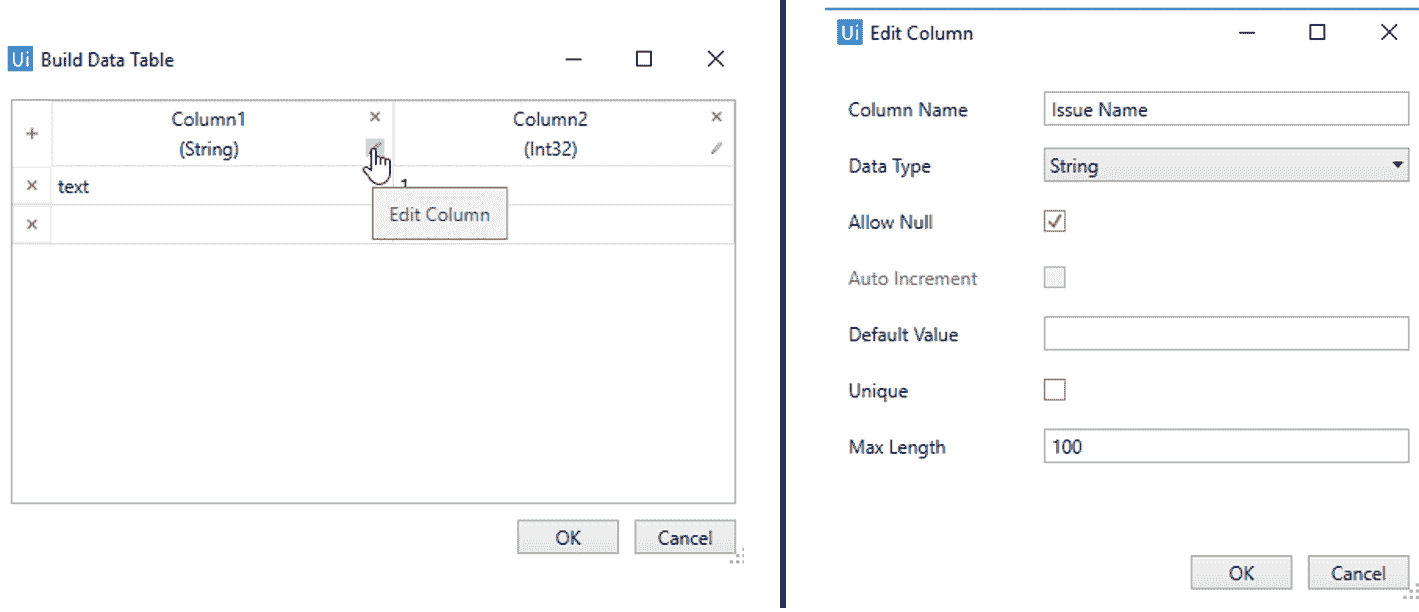 Ui Build Data Table
Column1 Column2
(String) (Int32)
text 1
Edit Column
OK Cancel
Ui Edit Column
Column Name Issue Name
Data Type String
Allow Null
Auto Increment
Default Value
Unique
Max Length 100
OK Cancel